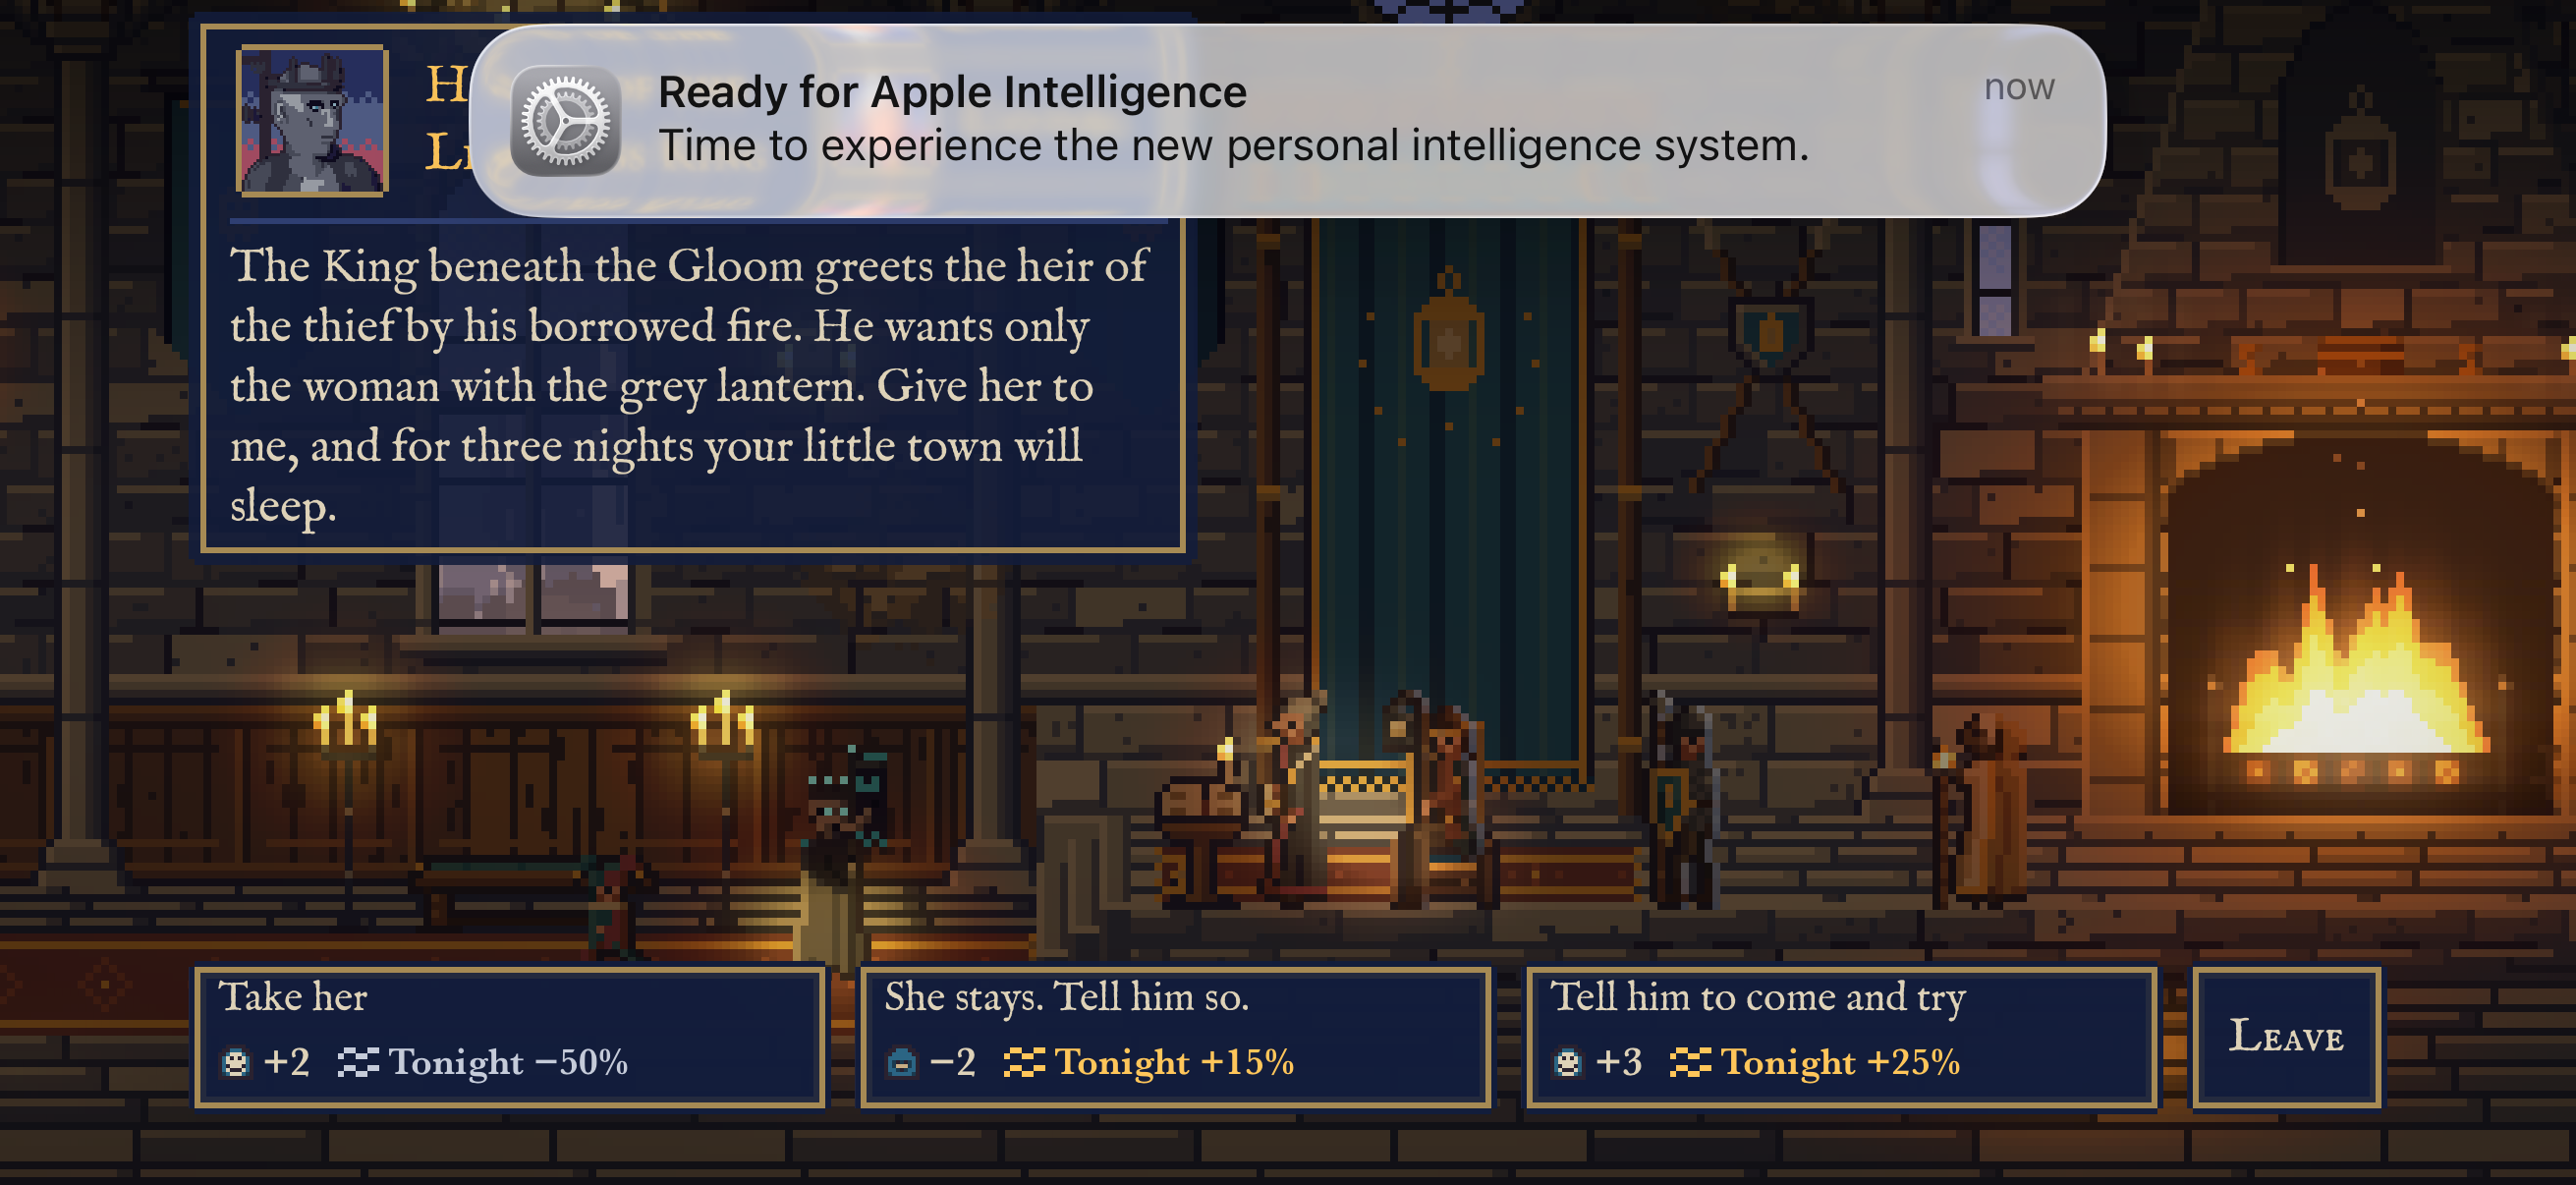 Ready for Apple Intelligence
now
Time to experience the new personal intelligence system.
The King beneath the Gloom greets the heir of
the thief by his borrowed fire. He wants only
the woman with the grey lantern. Give her to
me, and for three nights your little town will
sleep.
Take her
+2 Tonight −50%
She stays. Tell him so.
−2 Tonight +15%
Tell him to come and try
+3 Tonight +25%
Leave